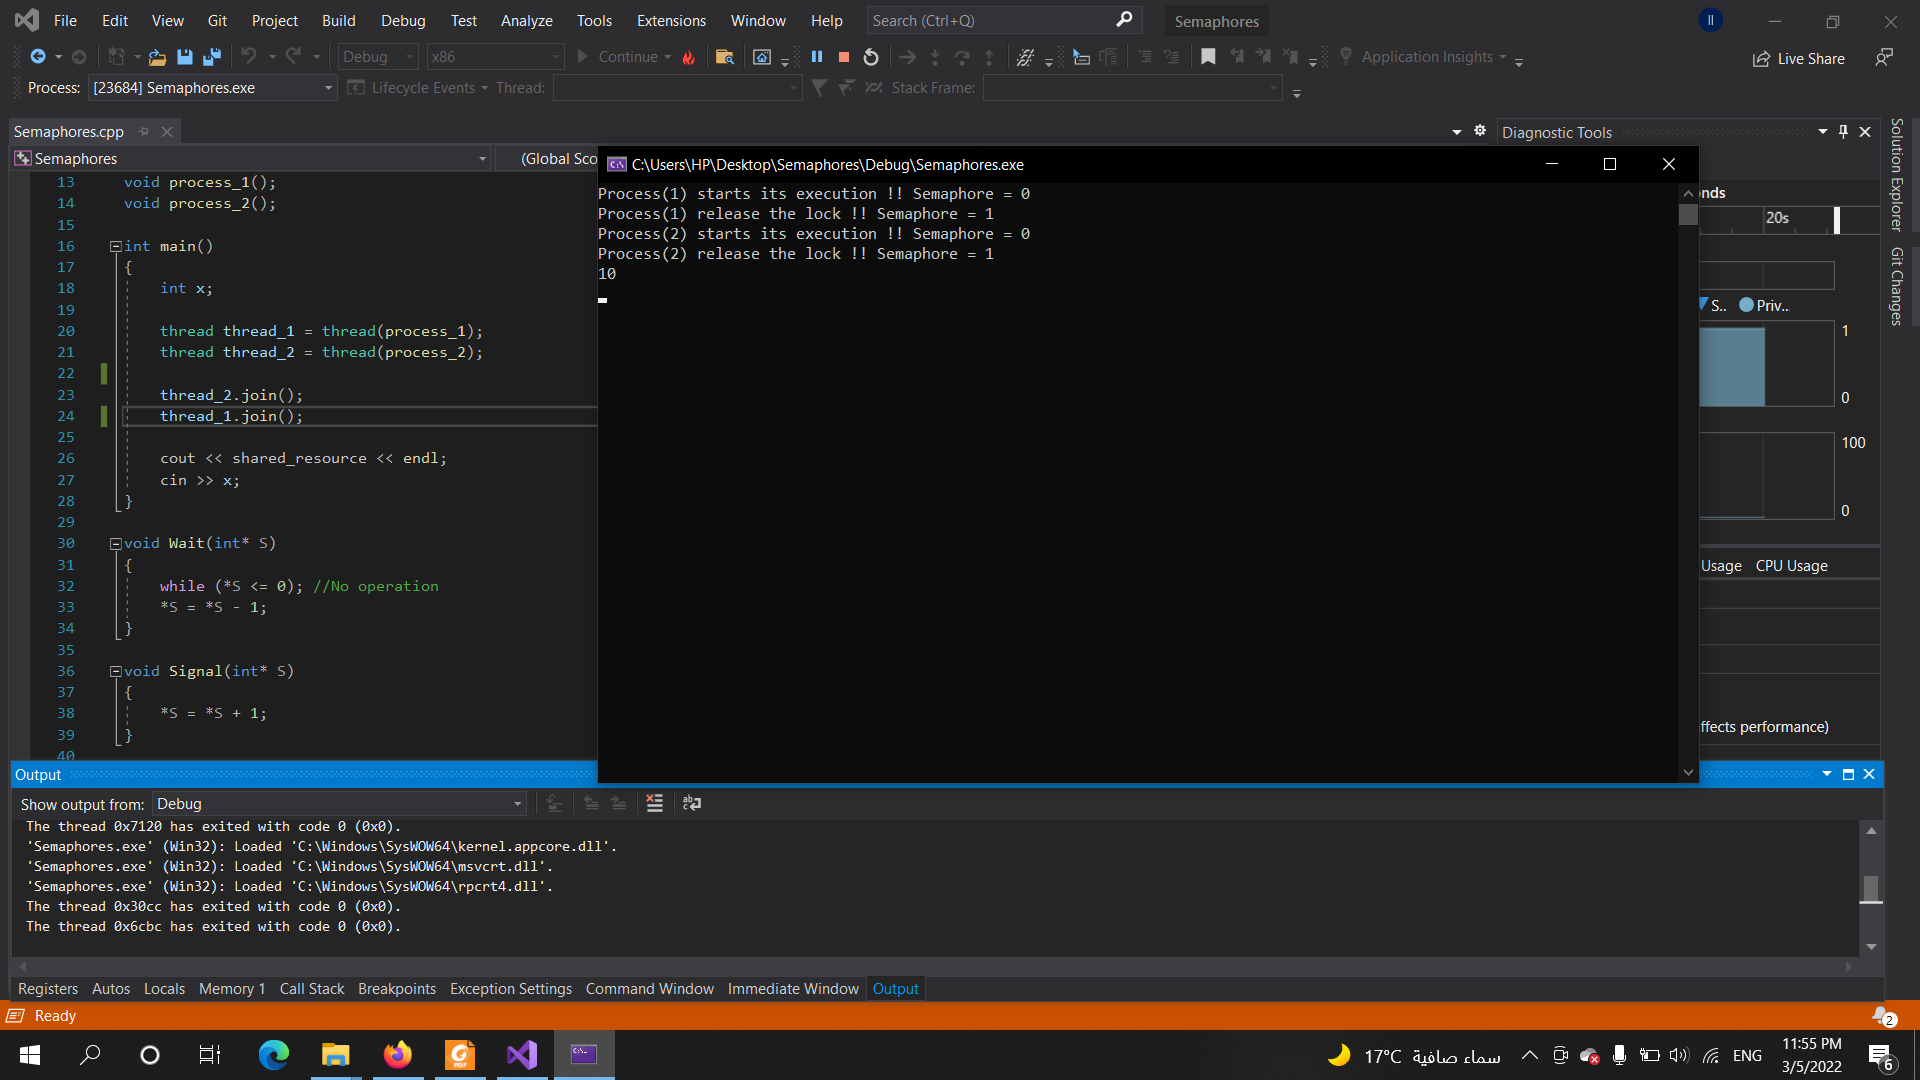 File Edit View Git Project Build Debug Test Analyze Tools Extensions Window Help Search (Ctrl+Q) Semaphores II
Debug x86 Continue Application Insights Live Share
Process: [23684] Semaphores.exe Lifecycle Events Thread: Stack Frame:
Semaphores.cpp
Semaphores (Global Sco
13 void process_1();
14 void process_2();
15
16 int main()
17 {
18 int x;
19
20 thread thread_1 = thread(process_1);
21 thread thread_2 = thread(process_2);
22
23 thread_2.join();
24 thread_1.join();
25
26 cout << shared_resource << endl;
27 cin >> x;
28 }
29
30 void Wait(int* S)
31 {
32 while (*S <= 0); //No operation
33 *S = *S - 1;
34 }
35
36 void Signal(int* S)
37 {
38 *S = *S + 1;
39 }
40
C:\Users\HP\Desktop\Semaphores\Debug\Semaphores.exe
Process(1) starts its execution !! Semaphore = 0
Process(1) release the lock !! Semaphore = 1
Process(2) starts its execution !! Semaphore = 0
Process(2) release the lock !! Semaphore = 1
10
Diagnostic Tools
nds
20s
S.. Priv...
1
0
100
0
Usage CPU Usage
ffects performance)
Solution Explorer
Git Changes
Output
Show output from: Debug
The thread 0x7120 has exited with code 0 (0x0).
'Semaphores.exe' (Win32): Loaded 'C:\Windows\SysWOW64\kernel.appcore.dll'.
'Semaphores.exe' (Win32): Loaded 'C:\Windows\SysWOW64\msvcrt.dll'.
'Semaphores.exe' (Win32): Loaded 'C:\Windows\SysWOW64\rpcrt4.dll'.
The thread 0x30cc has exited with code 0 (0x0).
The thread 0x6cbc has exited with code 0 (0x0).
Registers Autos Locals Memory 1 Call Stack Breakpoints Exception Settings Command Window Immediate Window Output
Ready 2
17°C سماء صافية ENG 11:55 PM
3/5/2022 6